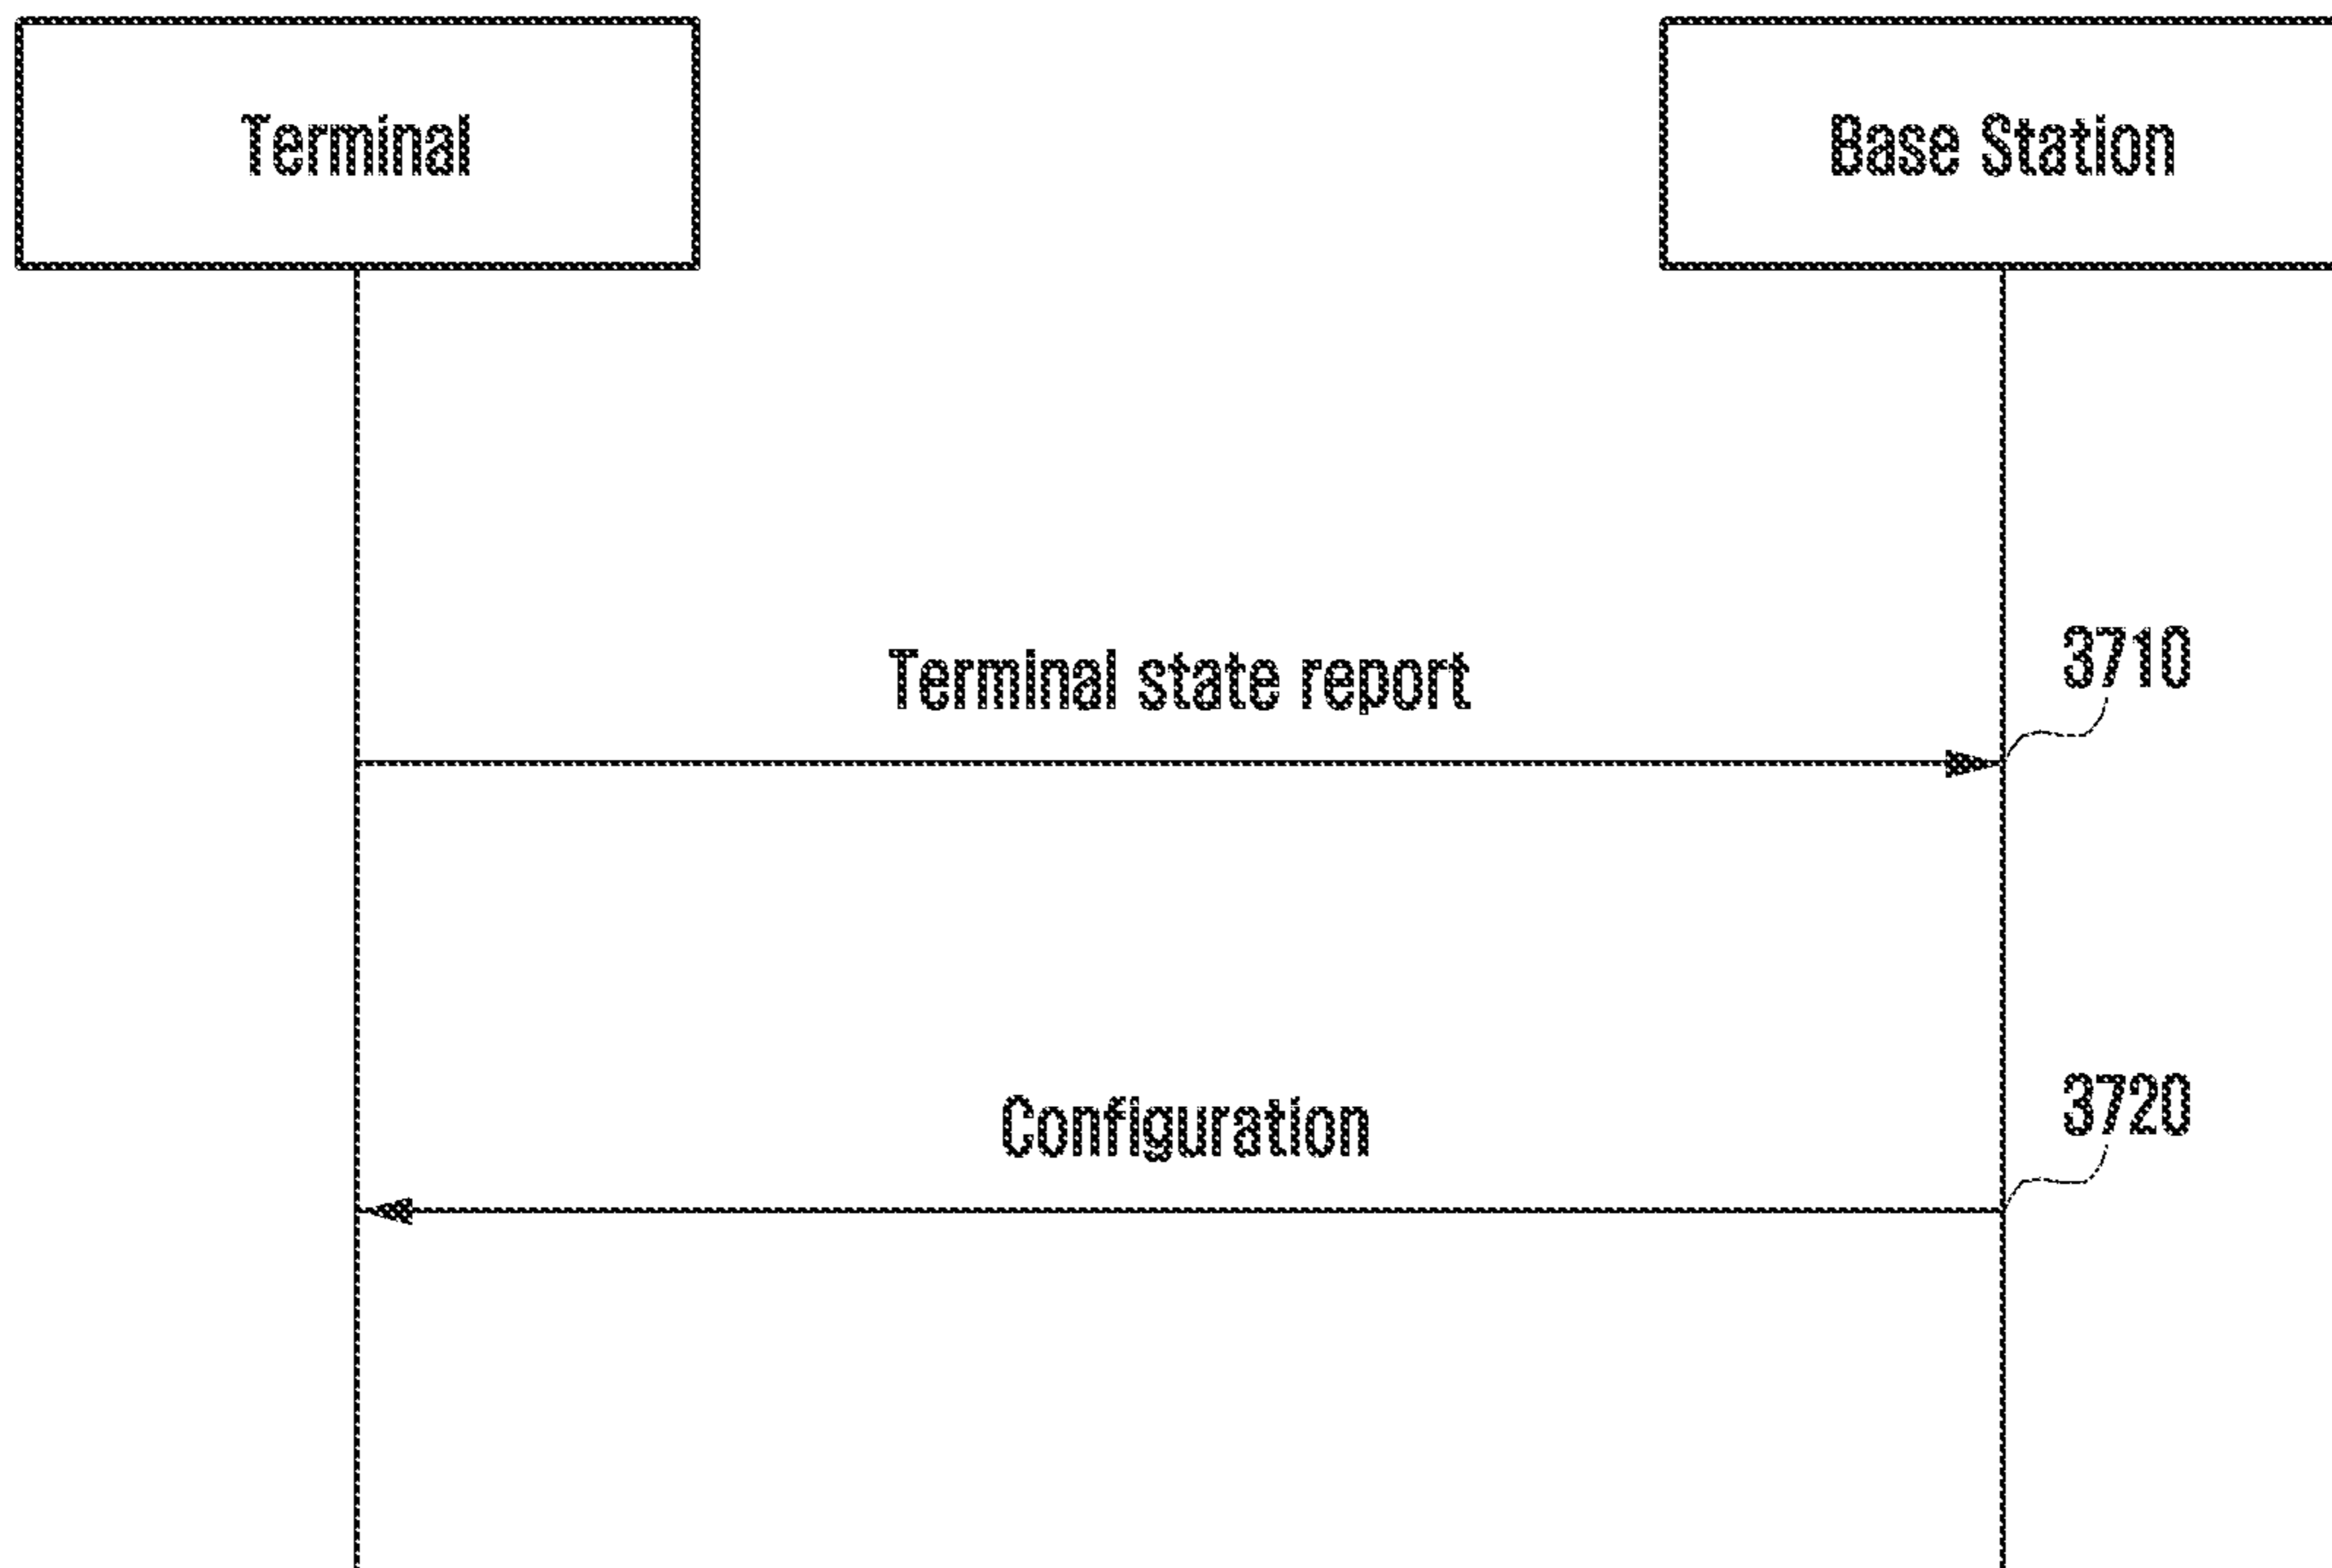 Terminal
Base Station
Terminal state report
3710
Configuration
3720